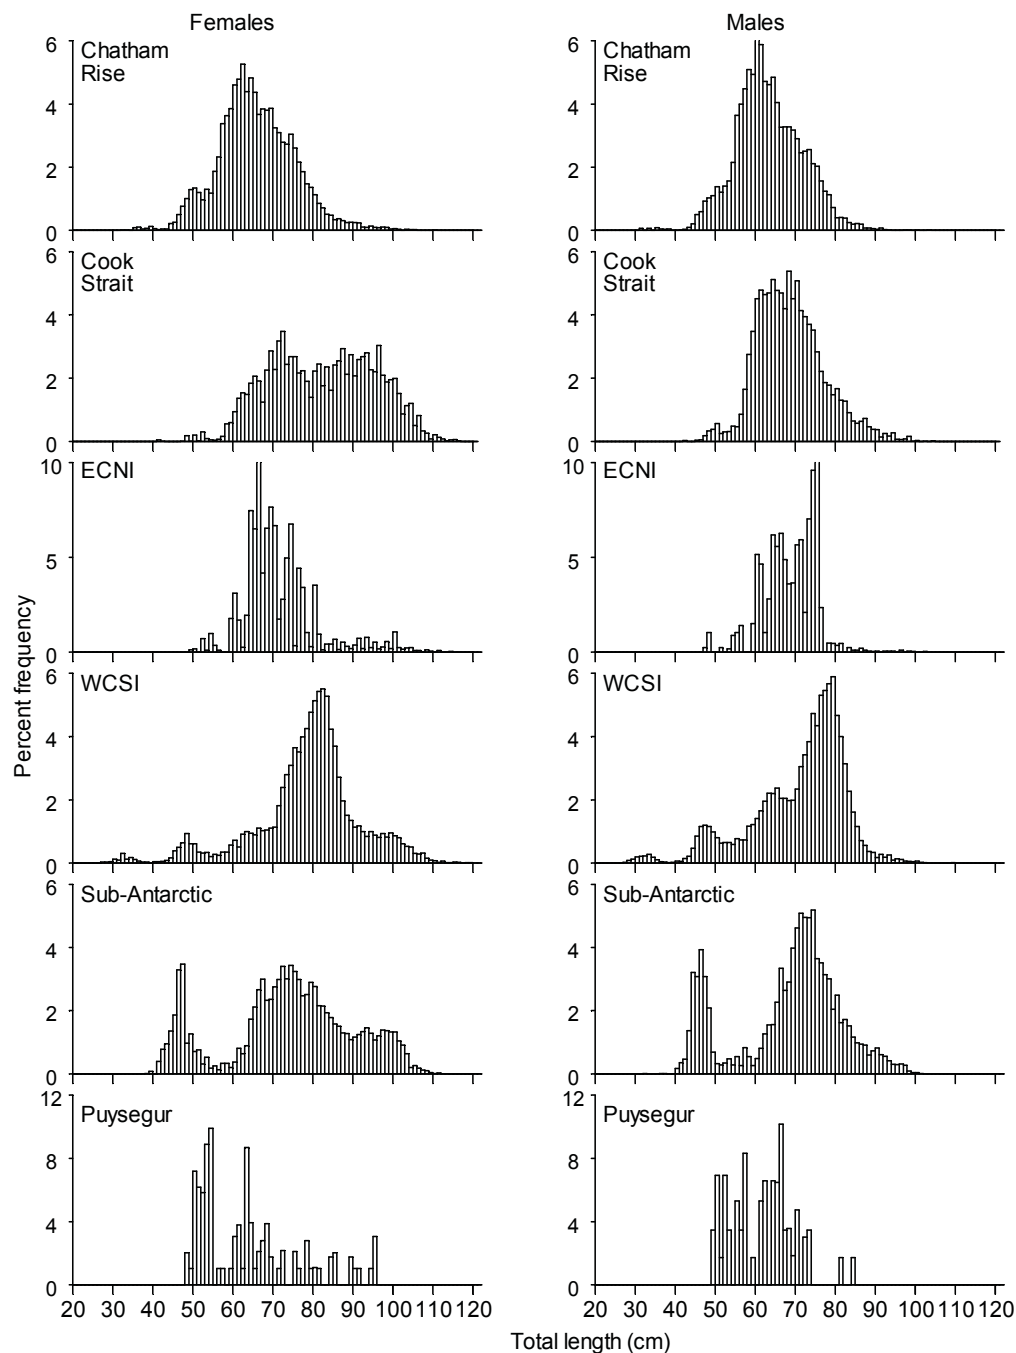 Females Males
6 Chatham 6 Chatham
Rise Rise
4 4
2 2
0 0
6 Cook 6 Cook
Strait Strait
4 4
2 2
0 0
10 ECNI 10 ECNI
5 5
0 0
6 WCSI 6 WCSI
4 4
2 2
0 0
6 Sub-Antarctic 6 Sub-Antarctic
4 4
2 2
0 0
12 Puysegur 12 Puysegur
8 8
4 4
0 0
20 30 40 50 60 70 80 90 100 110 120 20 30 40 50 60 70 80 90 100 110 120
Percent frequency
Total length (cm)